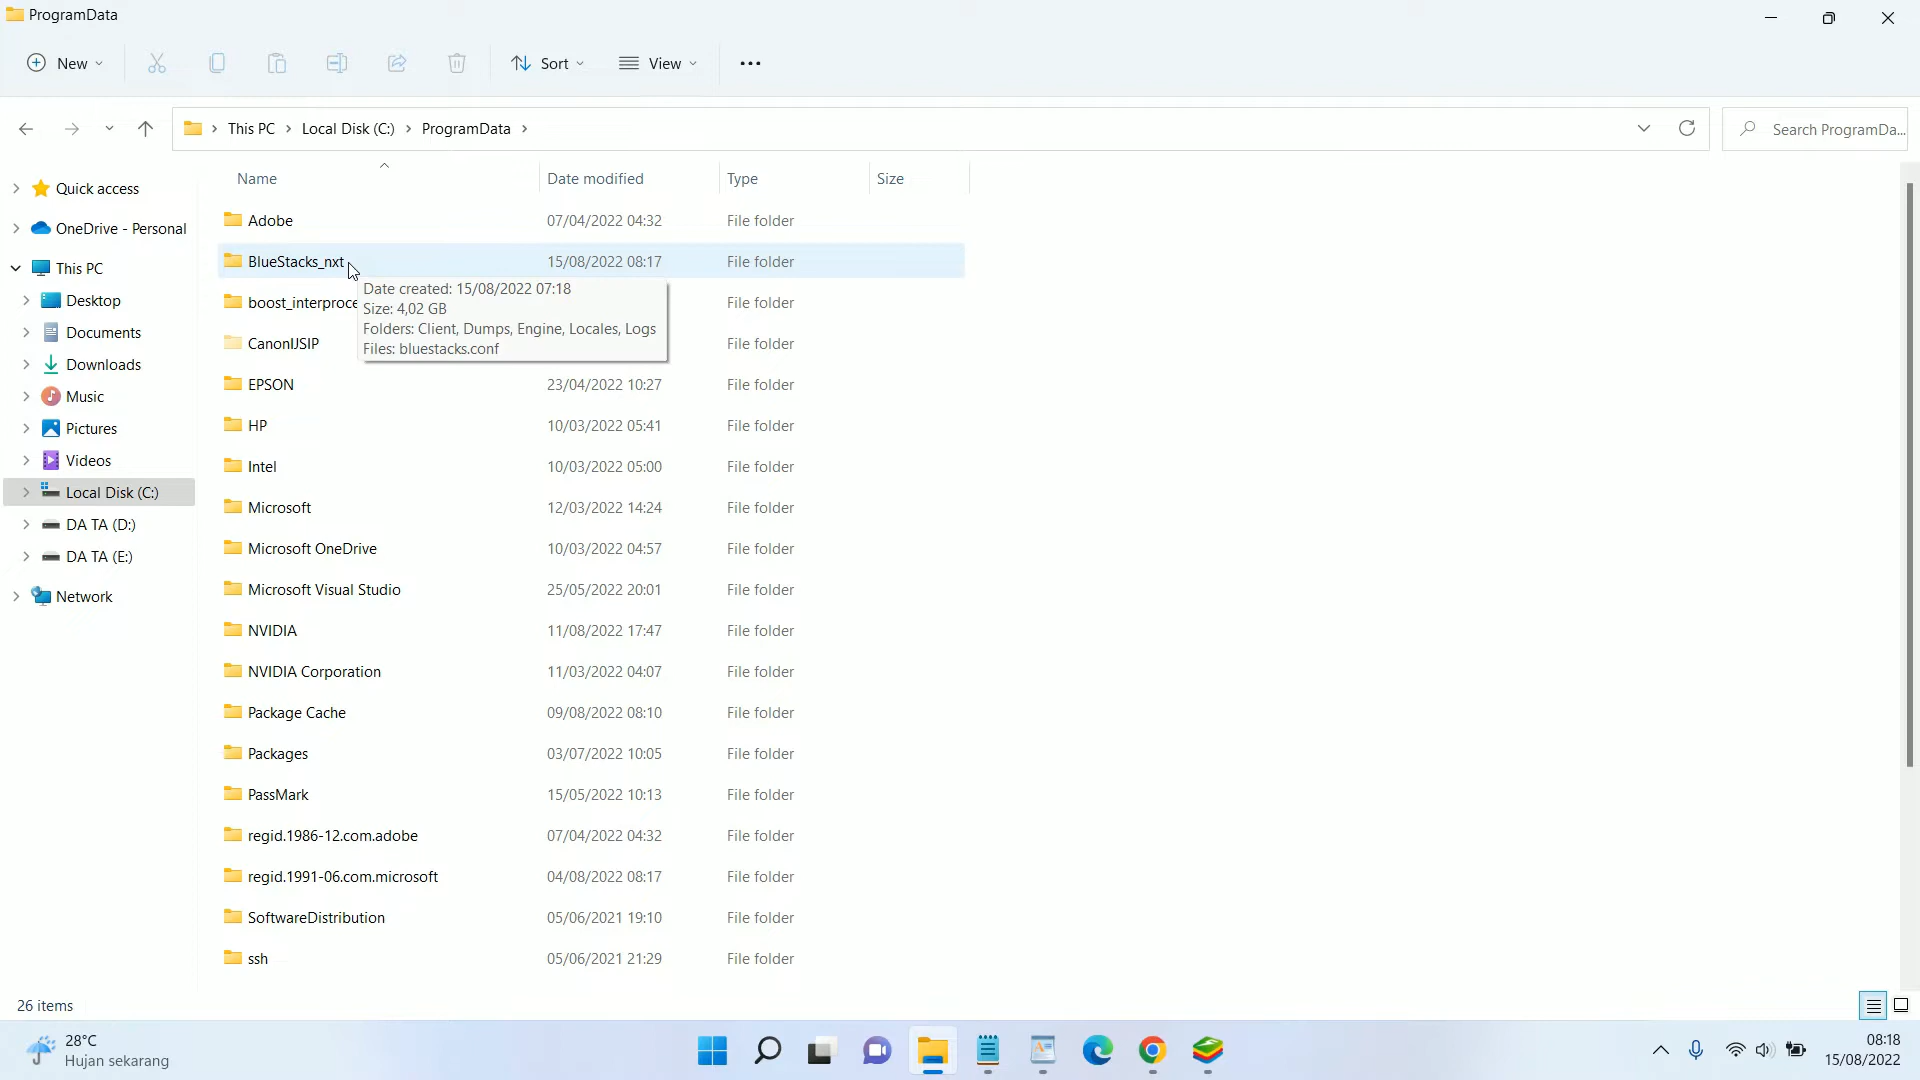 ProgramData
New
Sort
View
This PC
Local Disk (C:)
ProgramData
Search ProgramDa...
Name
Date modified
Type
Size
Quick access
OneDrive - Personal
This PC
Desktop
Documents
Downloads
Music
Pictures
Videos
Local Disk (C:)
DA TA (D:)
DA TA (E:)
Network
Adobe 07/04/2022 04:32 File folder
BlueStacks_nxt 15/08/2022 08:17 File folder
boost_interproce File folder
Date created: 15/08/2022 07:18
Size: 4,02 GB
Folders: Client, Dumps, Engine, Locales, Logs
Files: bluestacks.conf
CanonIJSIP File folder
EPSON 23/04/2022 10:27 File folder
HP 10/03/2022 05:41 File folder
Intel 10/03/2022 05:00 File folder
Microsoft 12/03/2022 14:24 File folder
Microsoft OneDrive 10/03/2022 04:57 File folder
Microsoft Visual Studio 25/05/2022 20:01 File folder
NVIDIA 11/08/2022 17:47 File folder
NVIDIA Corporation 11/03/2022 04:07 File folder
Package Cache 09/08/2022 08:10 File folder
Packages 03/07/2022 10:05 File folder
PassMark 15/05/2022 10:13 File folder
regid.1986-12.com.adobe 07/04/2022 04:32 File folder
regid.1991-06.com.microsoft 04/08/2022 08:17 File folder
SoftwareDistribution 05/06/2021 19:10 File folder
ssh 05/06/2021 21:29 File folder
26 items
28°C
Hujan sekarang
08:18
15/08/2022